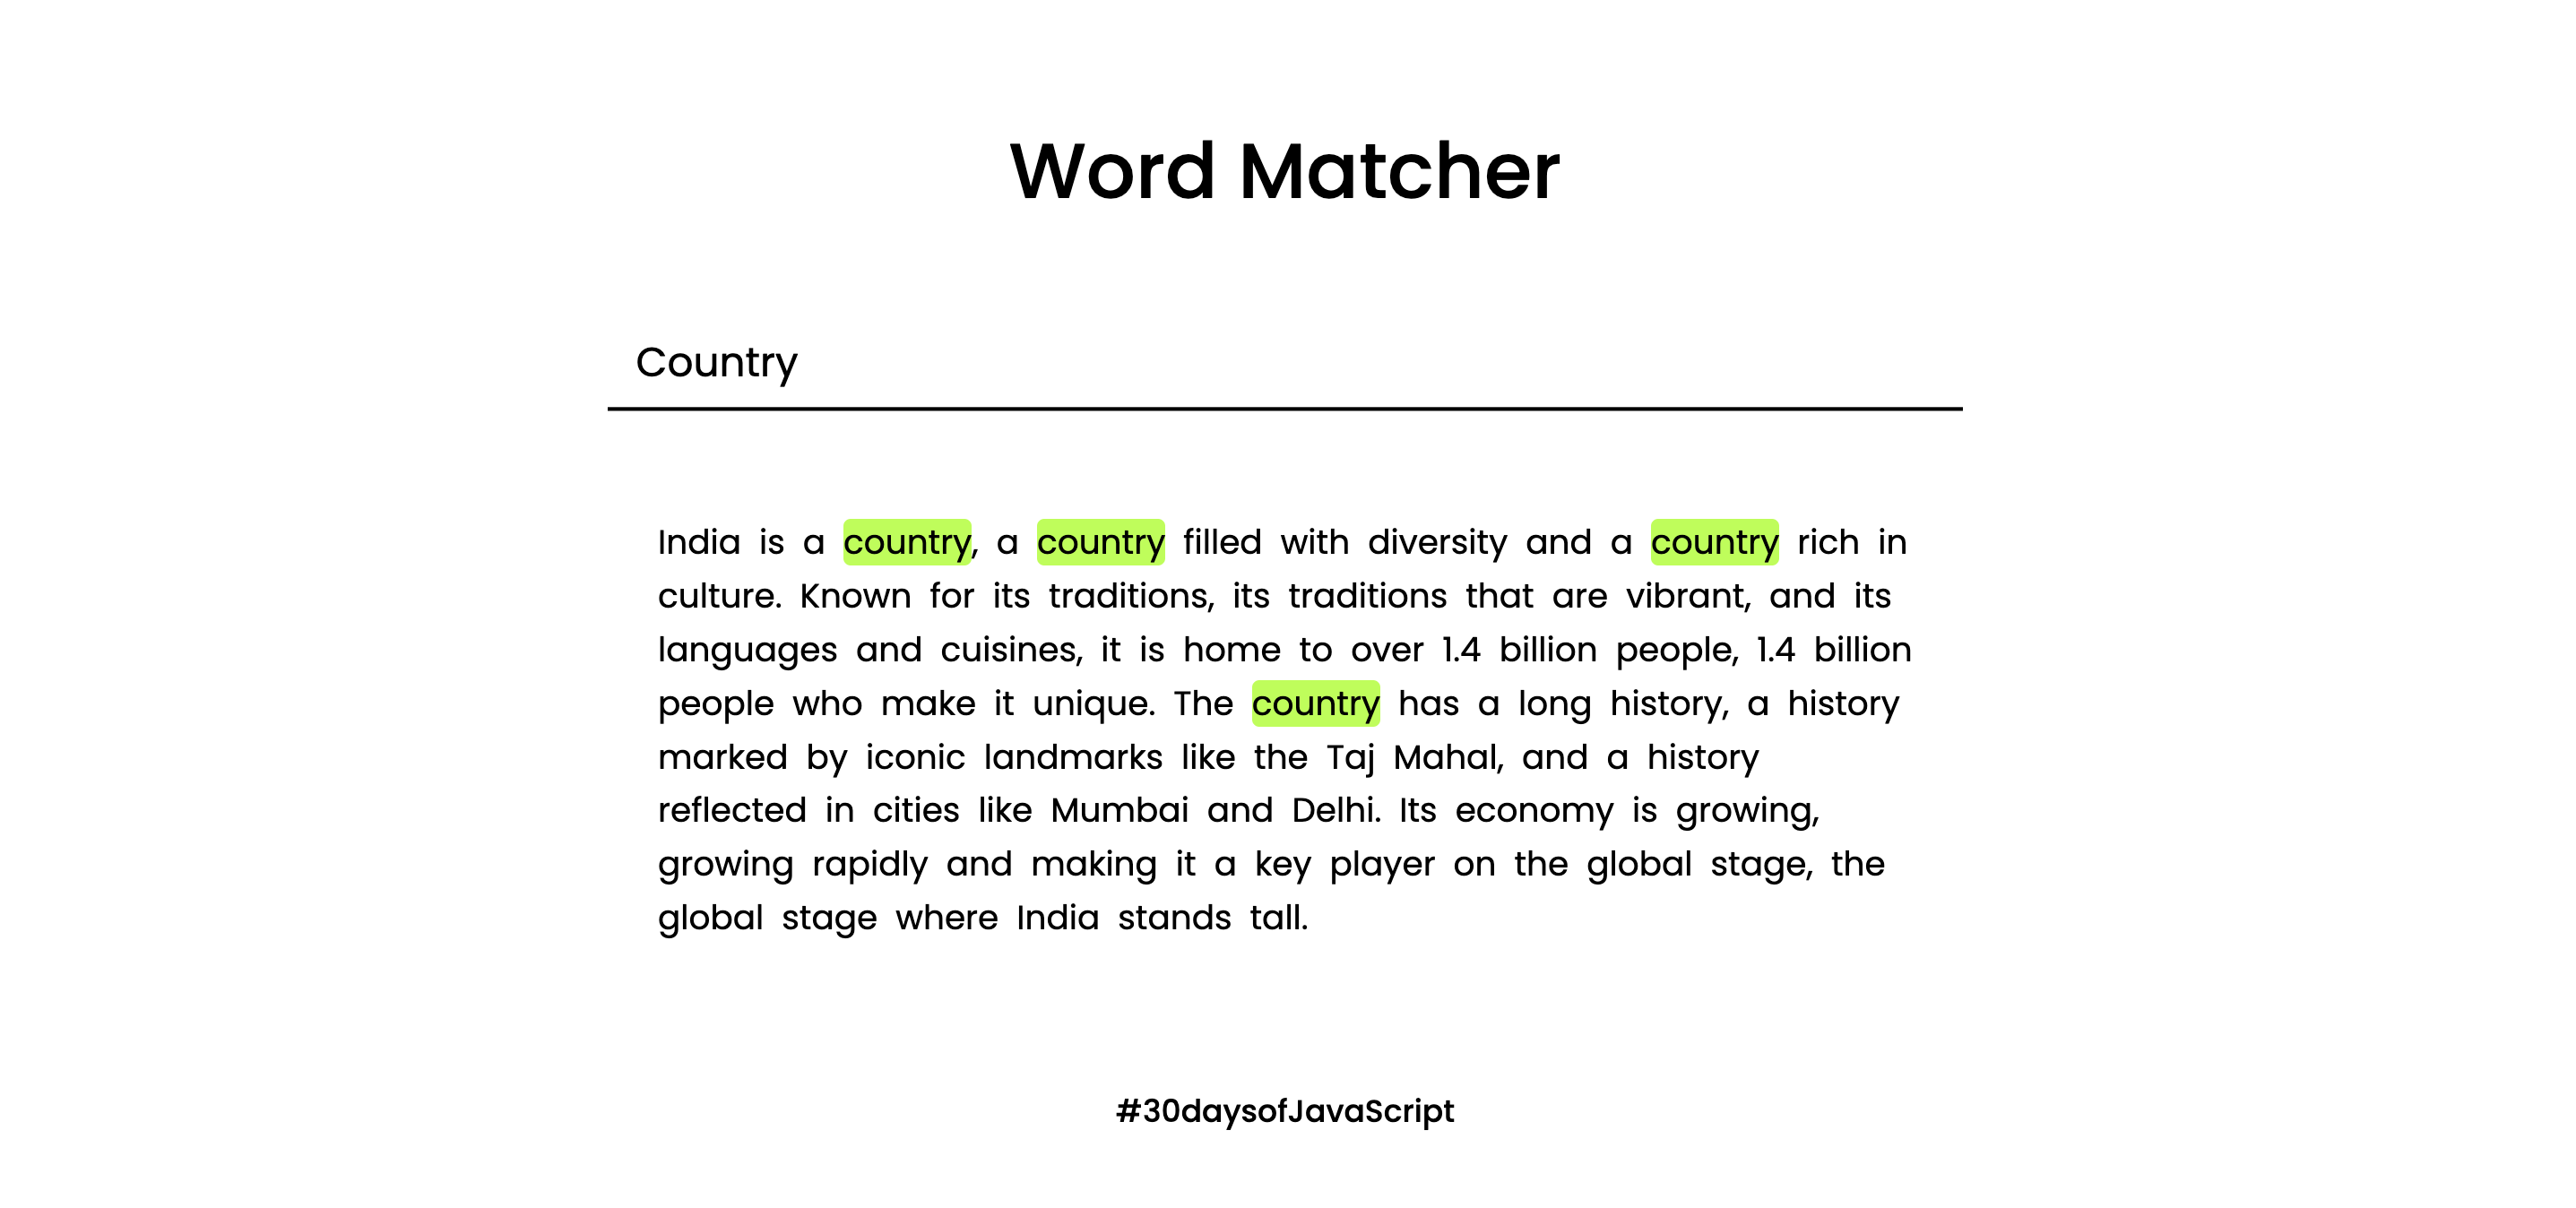 Word Matcher
Country
India is a country, a country filled with diversity and a country rich in
culture. Known for its traditions, its traditions that are vibrant, and its
languages and cuisines, it is home to over 1.4 billion people, 1.4 billion
people who make it unique. The country has a long history, a history
marked by iconic landmarks like the Taj Mahal, and a history
reflected in cities like Mumbai and Delhi. Its economy is growing,
growing rapidly and making it a key player on the global stage, the
global stage where India stands tall.
#30daysofJavaScript